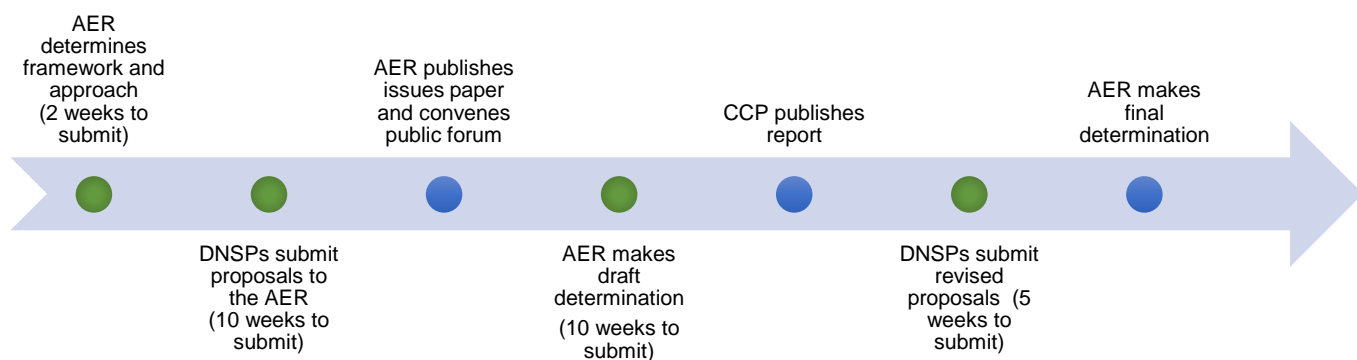 AER
determines
framework and
approach
(2 weeks to
submit)
DNSPs submit
proposals to
the AER
(10 weeks to
submit)
AER publishes
issues paper
and convenes
public forum
AER makes
draft
determination
(10 weeks to
submit)
CCP publishes
report
DNSPs submit
revised
proposals (5
weeks to
submit)
AER makes
final
determination